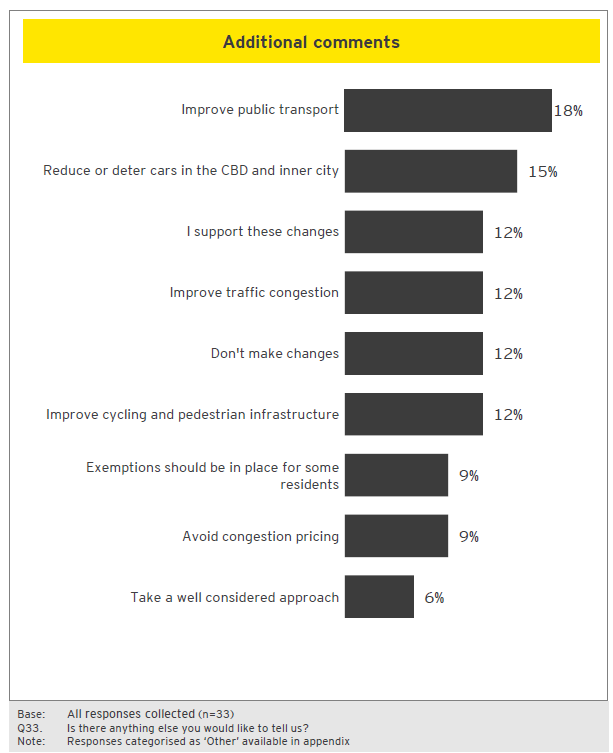 Additional comments
Improve public transport 18%
Reduce or deter cars in the CBD and inner city 15%
I support these changes 12%
Improve traffic congestion 12%
Don't make changes 12%
Improve cycling and pedestrian infrastructure 12%
Exemptions should be in place for some
residents 9%
Avoid congestion pricing 9%
Take a well considered approach 6%
Base: All responses collected (n=33)
Q33. Is there anything else you would like to tell us?
Note: Responses categorised as ‘Other’ available in appendix